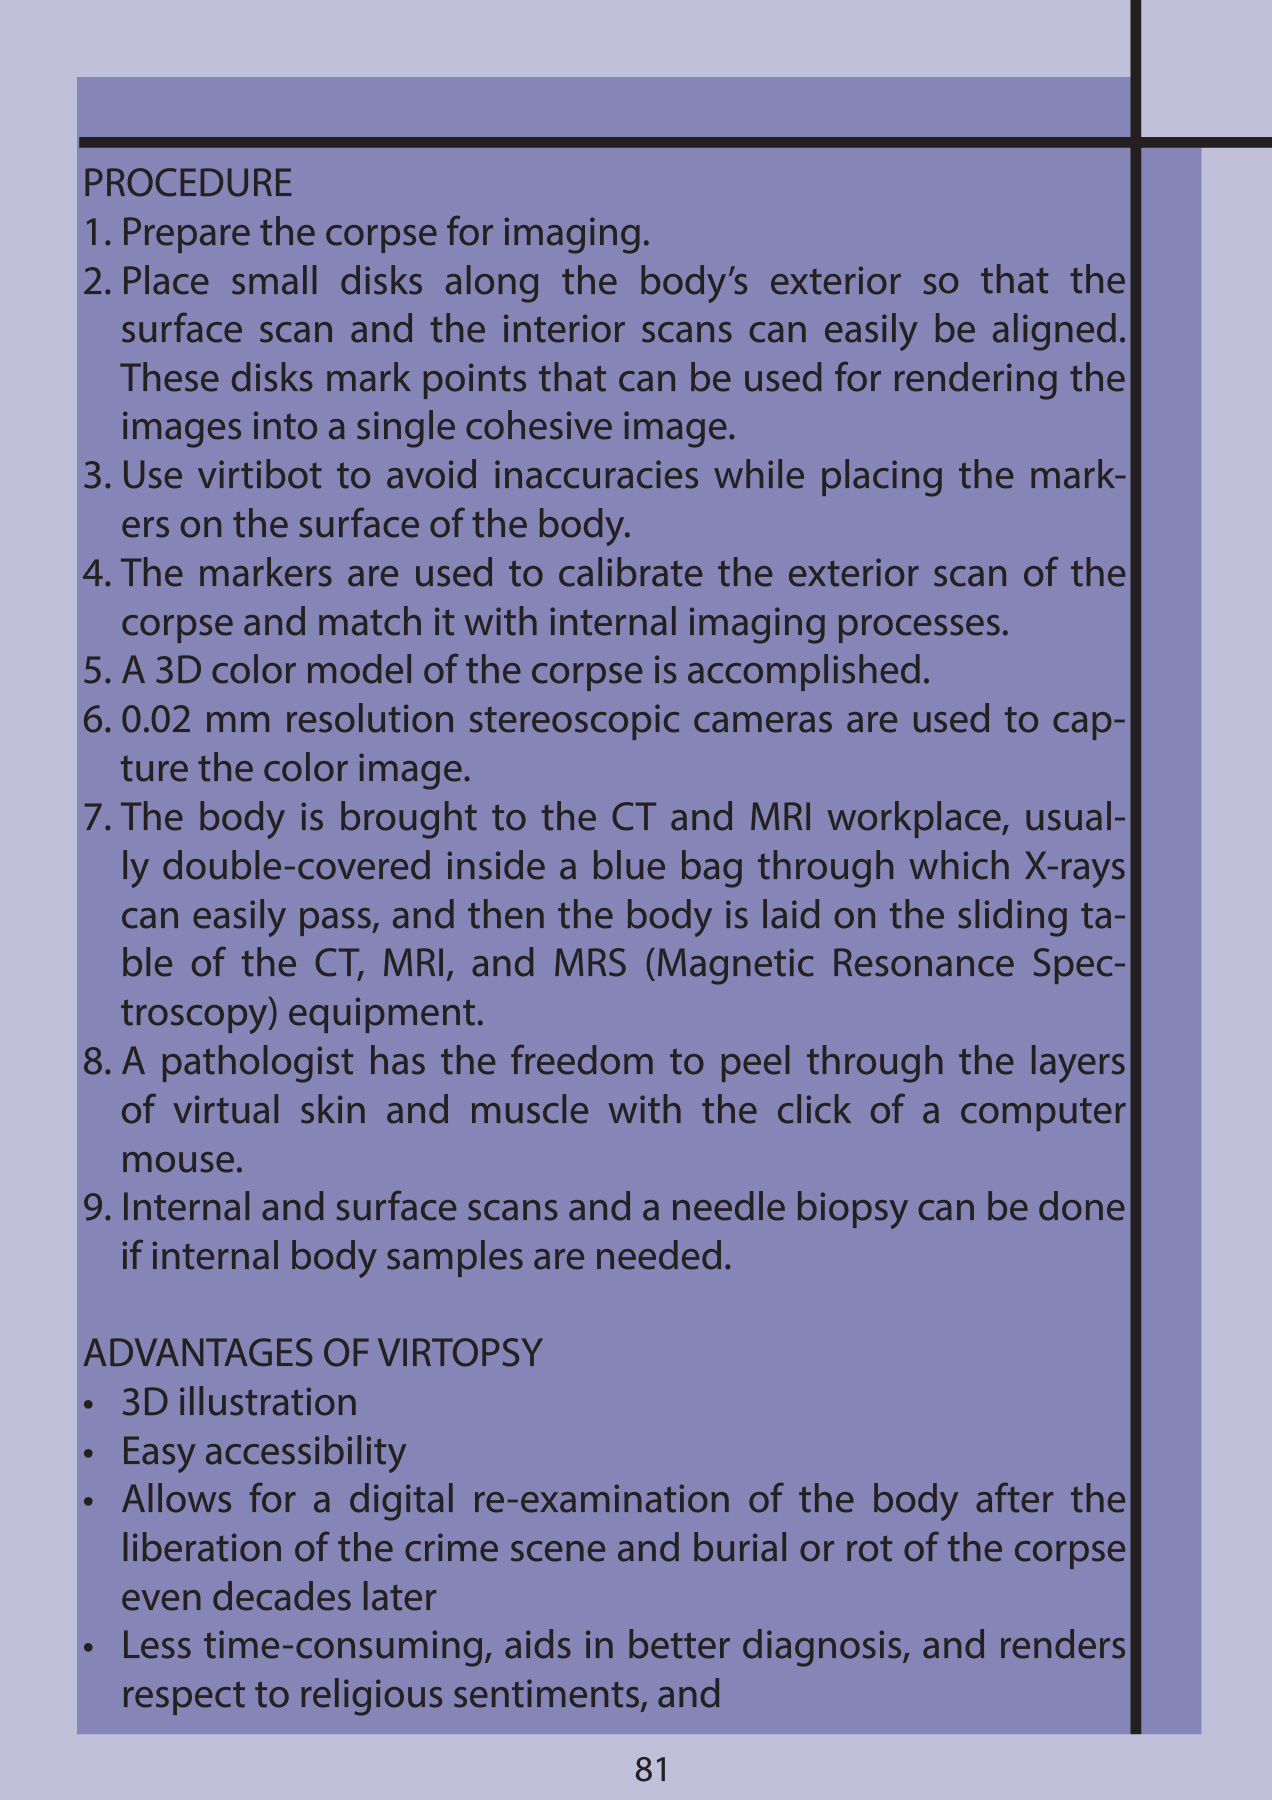 PROCEDURE
1. Prepare the corpse for imaging.
2. Place small disks along the body’s exterior so that the
surface scan and the interior scans can easily be aligned.
These disks mark points that can be used for rendering the
images into a single cohesive image.
3. Use virtibot to avoid inaccuracies while placing the mark-
ers on the surface of the body.
4. The markers are used to calibrate the exterior scan of the
corpse and match it with internal imaging processes.
5. A 3D color model of the corpse is accomplished.
6. 0.02 mm resolution stereoscopic cameras are used to cap-
ture the color image.
7. The body is brought to the CT and MRI workplace, usual-
ly double-covered inside a blue bag through which X-rays
can easily pass, and then the body is laid on the sliding ta-
ble of the CT, MRI, and MRS (Magnetic Resonance Spec-
troscopy) equipment.
8. A pathologist has the freedom to peel through the layers
of virtual skin and muscle with the click of a computer
mouse.
9. Internal and surface scans and a needle biopsy can be done
if internal body samples are needed.
ADVANTAGES OF VIRTOPSY
• 3D illustration
• Easy accessibility
• Allows for a digital re-examination of the body after the
liberation of the crime scene and burial or rot of the corpse
even decades later
• Less time-consuming, aids in better diagnosis, and renders
respect to religious sentiments, and
81